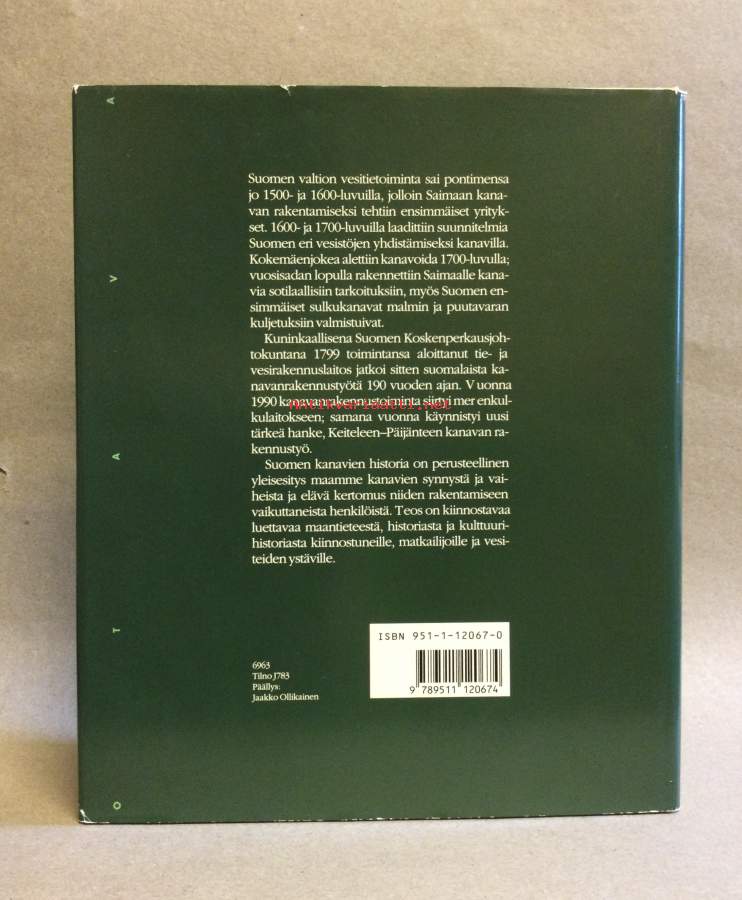 Suomen valtion vesitietoiminta sai pontimensa
jo 1500- ja 1600-luvuilla, jolloin Saimaan kana-
van rakentamiseksi tehtiin ensimmäiset yrityk-
set. 1600- ja 1700-luvuilla laadittiin suunnitelmia
Suomen eri vesistöjen yhdistämiseksi kanavilla.
Kokemäenjokea alettiin kanavoida 1700-luvulla;
vuosisadan lopulla rakennettiin Saimaalle kana-
via sotilaallisiin tarkoituksiin, myös Suomen en-
simmäiset sulkukanavat malmin ja puutavaran
kuljetuksiin valmistuivat.
Kuninkaallisena Suomen Koskenperkausjoh-
tokuntana 1799 toimintansa aloittanut tie- ja
vesirakennuslaitos jatkoi sitten suomalaista ka-
navanrakennustyötä 190 vuoden ajan. Vuonna
1990 kanavanrakennustoiminta siirtyi merenkul-
kulaitokseen; samana vuonna käynnistyi uusi
tärkeä hanke, Keiteleen–Päijänteen kanavan ra-
kennustyö.
Suomen kanavien historia on perusteellinen
yleisesitys maamme kanavien synnystä ja vai-
heista ja elävä kertomus niiden rakentamiseen
vaikuttaneista henkilöistä. Teos on kiinnostavaa
luettavaa maantieteestä, historiasta ja kulttuuri-
historiasta kiinnostuneille, matkailijoille ja vesi-
teiden ystäville.
Antikvariaatti.net
ISBN 951-1-12067-0
9 789511 120674
6963
Tilno J783
Päällys:
Jaakko Ollikainen
OTAVA